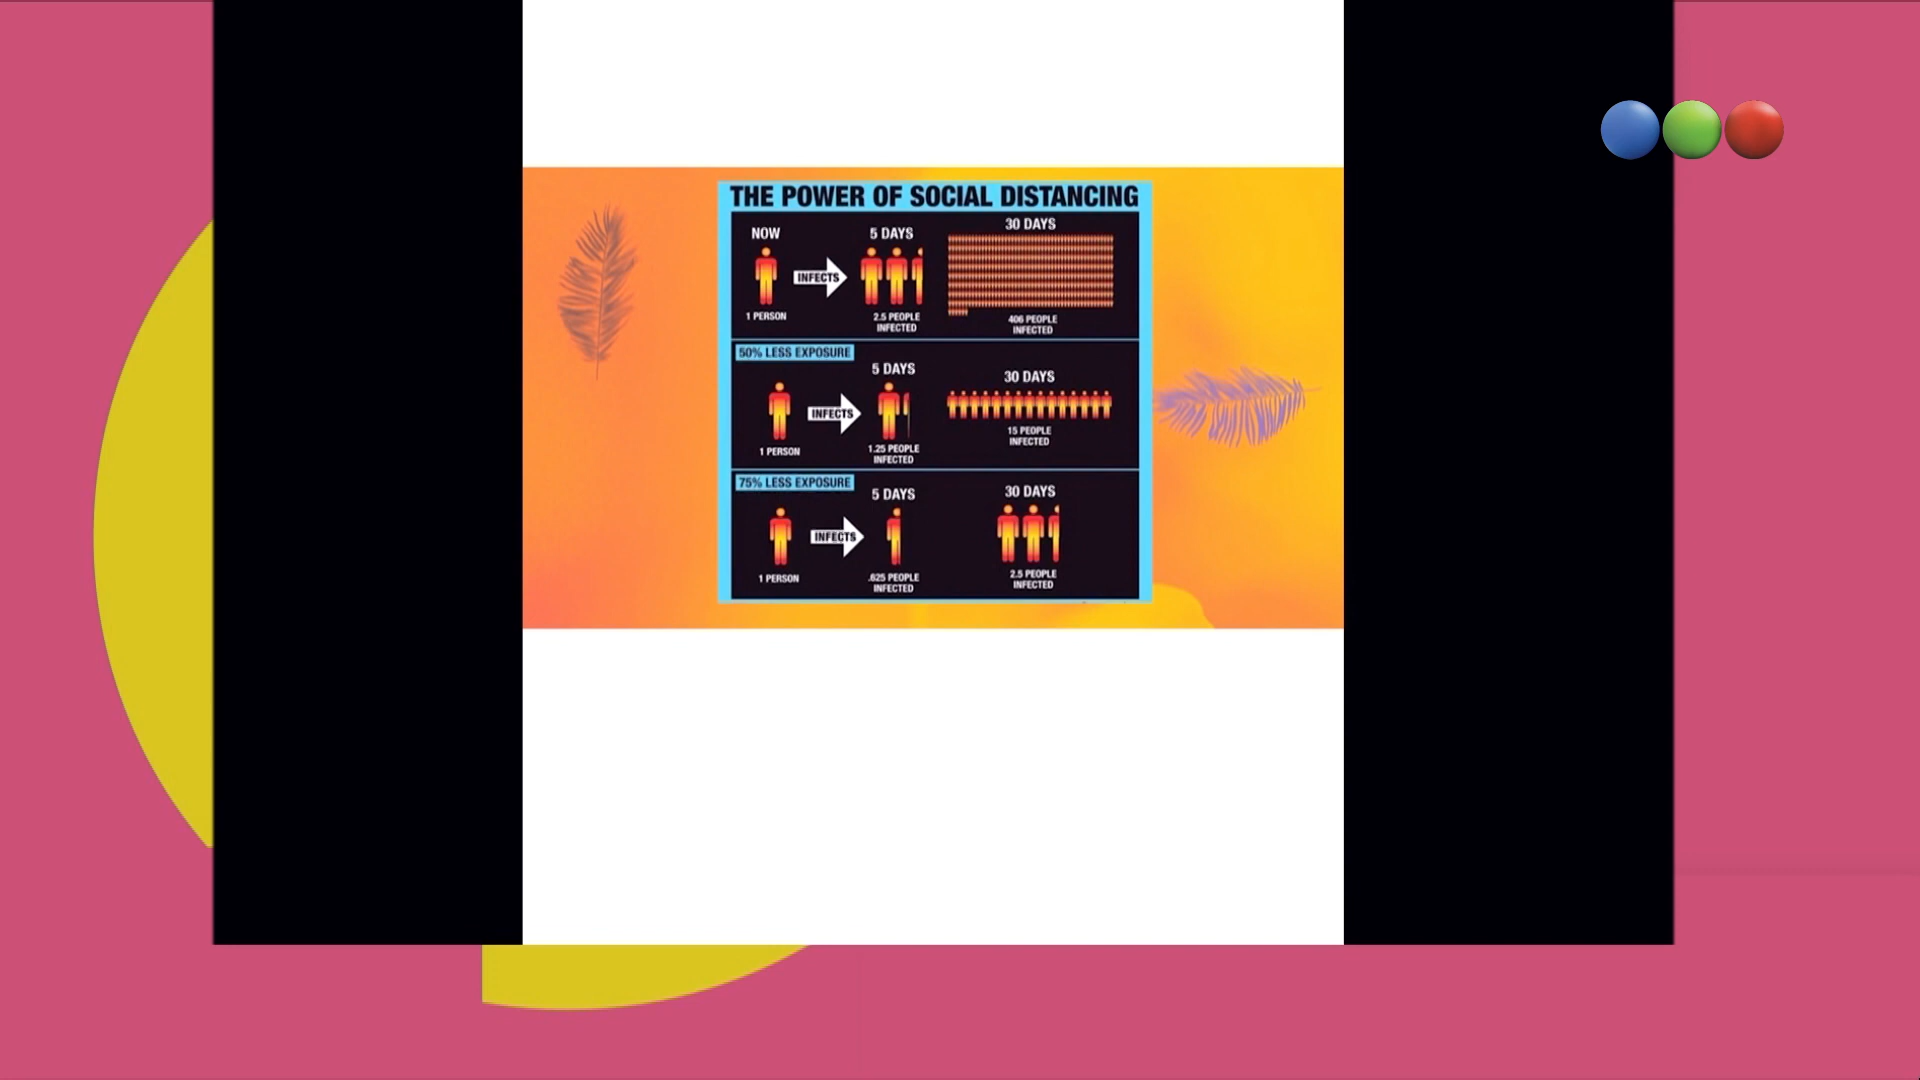 THE POWER OF SOCIAL DISTANCING
NOW
5 DAYS
30 DAYS
INFECTS
1 PERSON
2.5 PEOPLE
INFECTED
406 PEOPLE
INFECTED
50% LESS EXPOSURE
5 DAYS
30 DAYS
INFECTS
1 PERSON
1.25 PEOPLE
INFECTED
15 PEOPLE
INFECTED
75% LESS EXPOSURE
5 DAYS
30 DAYS
INFECTS
1 PERSON
.625 PEOPLE
INFECTED
2.5 PEOPLE
INFECTED